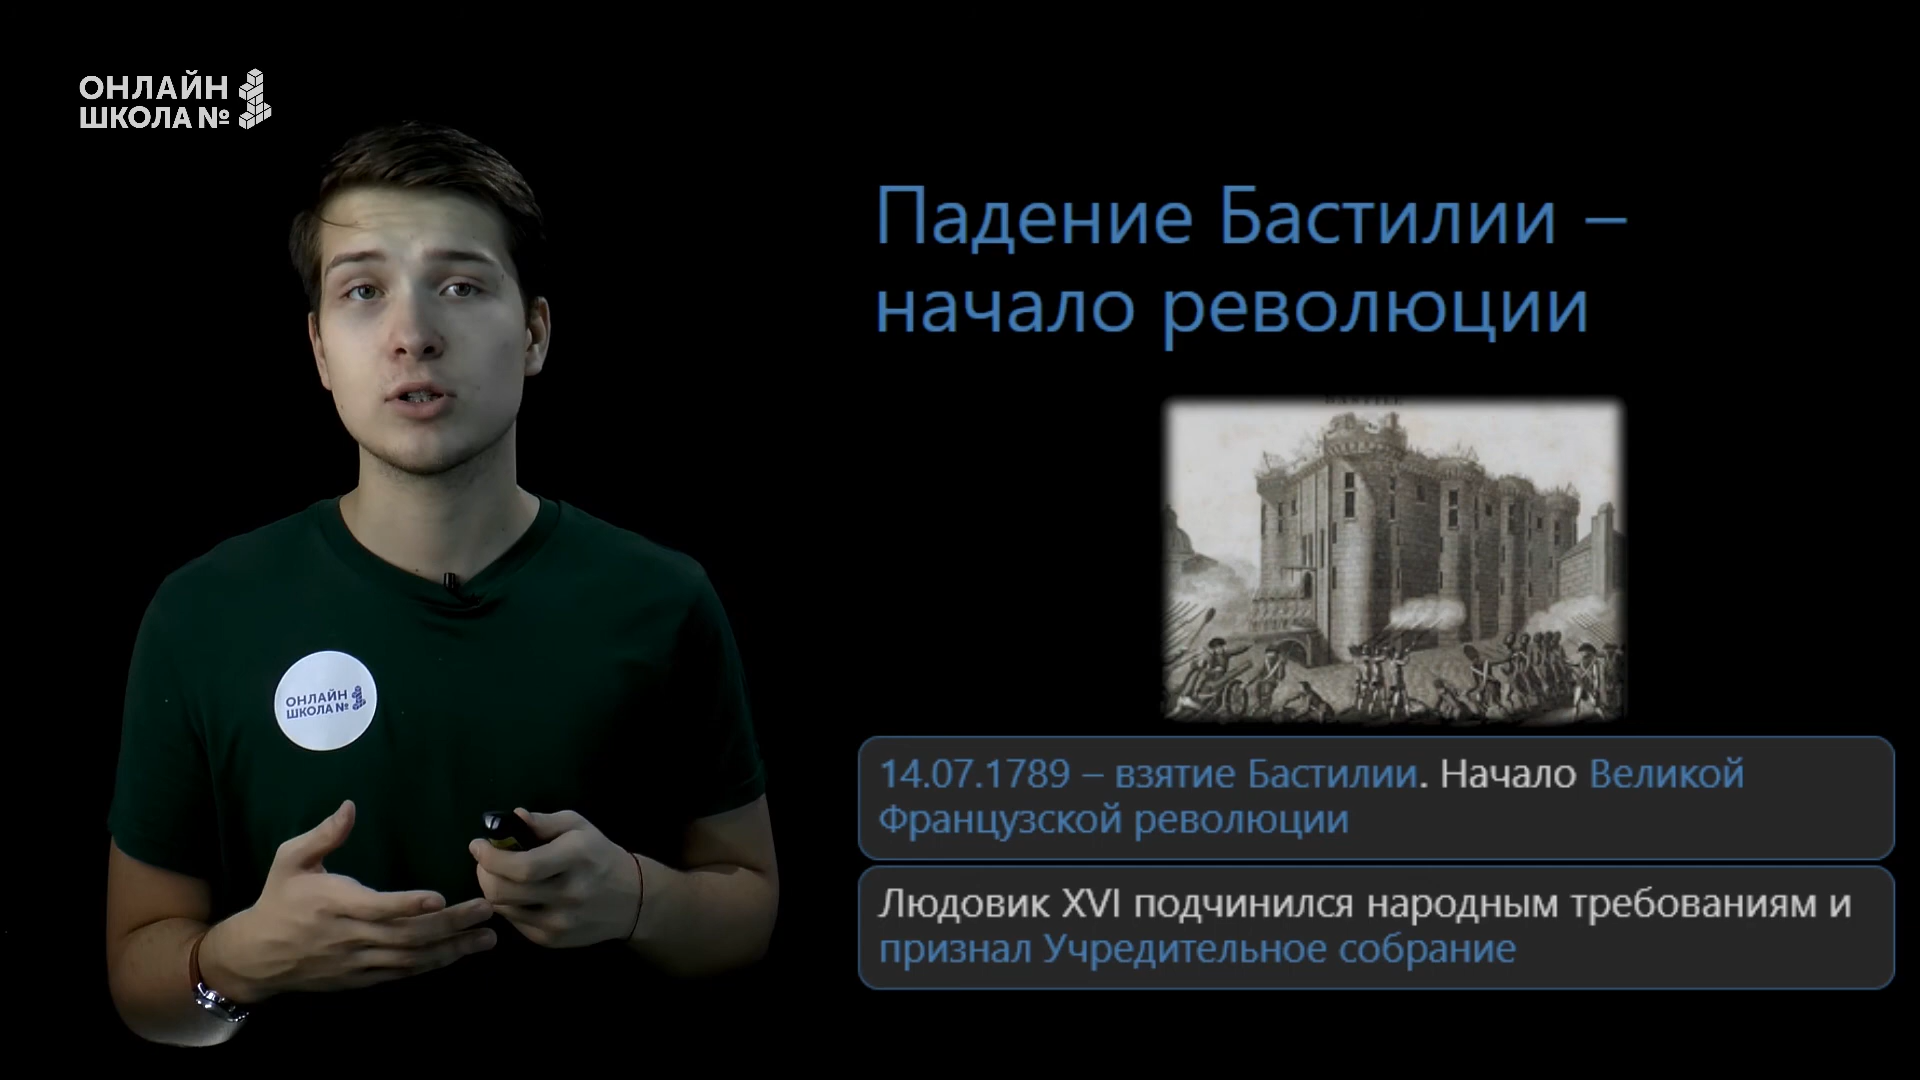 ОНЛАЙН
ШКОЛА №
Падение Бастилии –
начало революции
BASTILE
14.07.1789 – взятие Бастилии. Начало Великой
Французской революции
Людовик XVI подчинился народным требованиям и
признал Учредительное собрание
ОНЛАЙН
ШКОЛА №